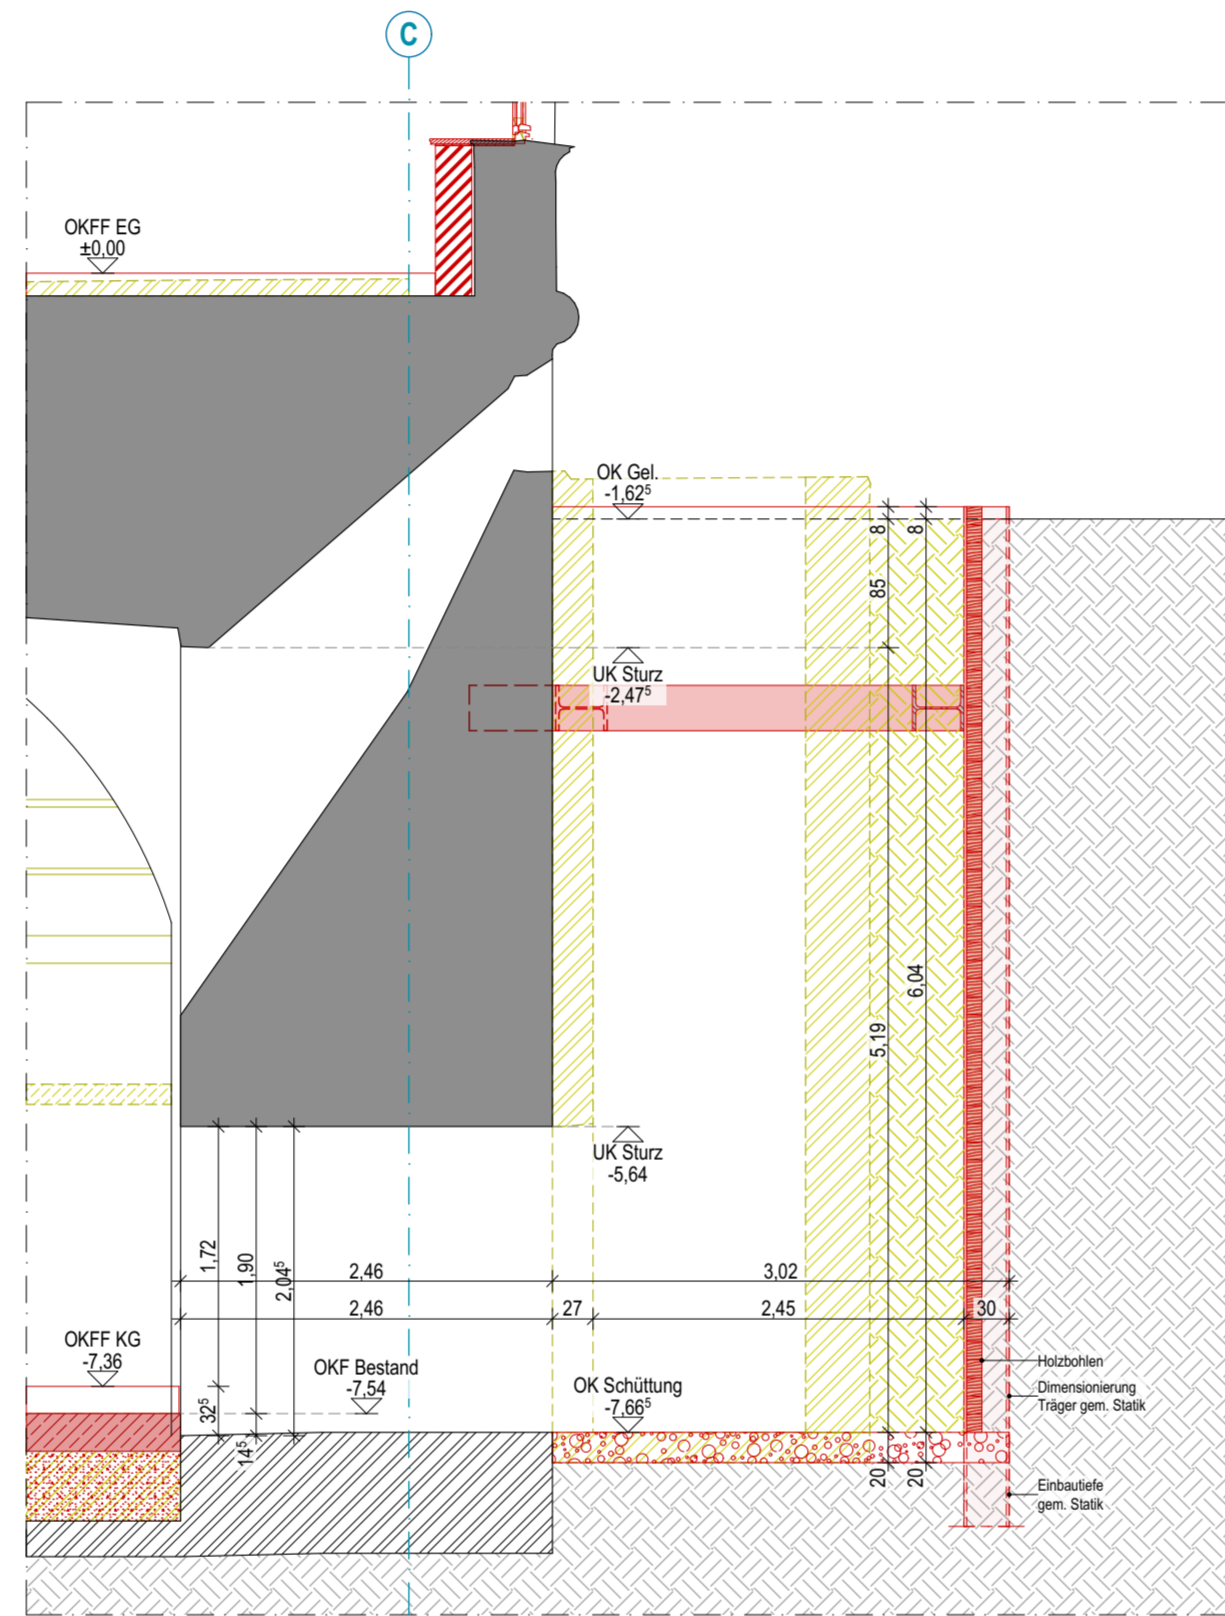 C
OKFF EG
±0,00
OK Gel.
-1,62⁵
8
8
85
UK Sturz
-2,47⁵
6,04
5,19
UK Sturz
-5,64
1,72
1,90
2,04⁵
2,46
3,02
2,46
27
2,45
30
OKFF KG
-7,36
OKF Bestand
-7,54
OK Schüttung
-7,66⁵
Holzbohlen
Dimensionierung
Träger gem. Statik
32⁵
14⁵
20
20
Einbautiefe
gem. Statik